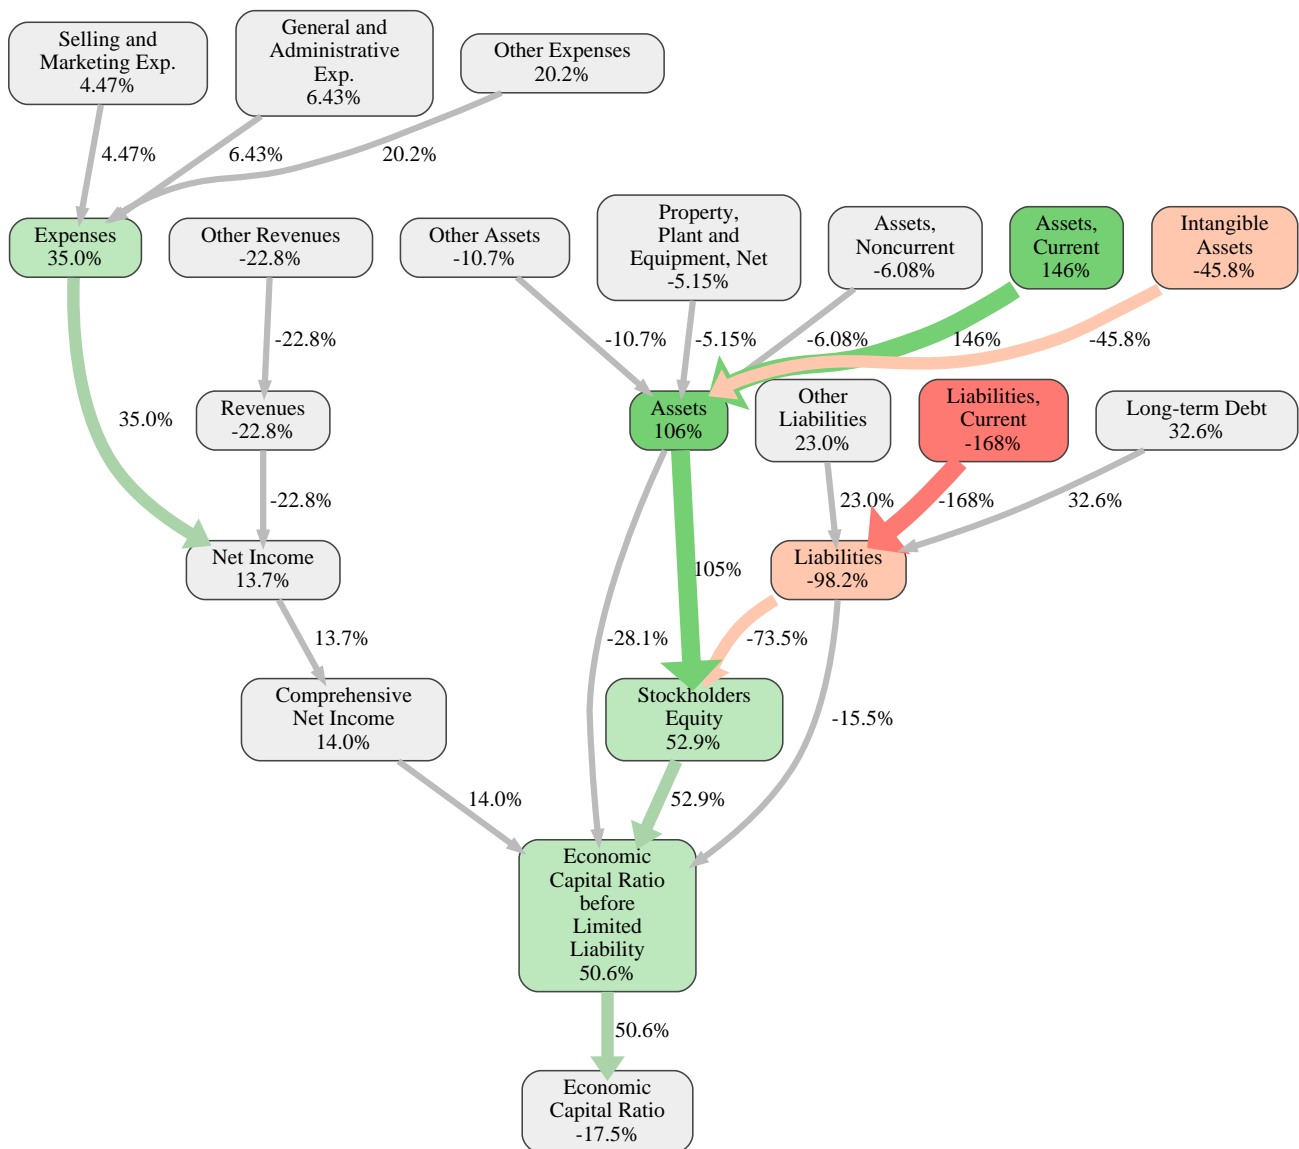 Selling and
Marketing Exp.
4.47%
General and
Administrative
Exp.
6.43%
Other Expenses
20.2%
4.47%
6.43%
20.2%
Expenses
35.0%
Other Revenues
-22.8%
Other Assets
-10.7%
Property,
Plant and
Equipment, Net
-5.15%
Assets,
Noncurrent
-6.08%
Assets,
Current
146%
Intangible
Assets
-45.8%
-22.8%
-10.7%
-5.15%
-6.08%
146%
-45.8%
35.0%
Revenues
-22.8%
Assets
106%
Other
Liabilities
23.0%
Liabilities,
Current
-168%
Long-term Debt
32.6%
-22.8%
23.0%
-168%
32.6%
Net Income
13.7%
105%
Liabilities
-98.2%
13.7%
-28.1%
-73.5%
Comprehensive
Net Income
14.0%
Stockholders
Equity
52.9%
-15.5%
14.0%
52.9%
Economic
Capital Ratio
before
Limited
Liability
50.6%
50.6%
Economic
Capital Ratio
-17.5%